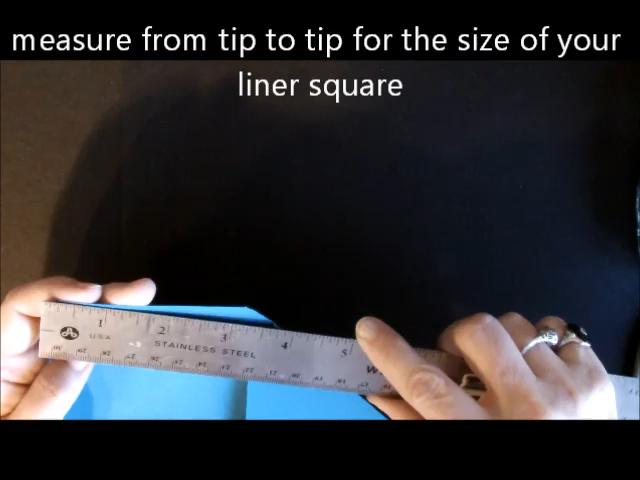 measure from tip to tip for the size of your
liner square
1 2 3 4 5
USA
STAINLESS STEEL
W